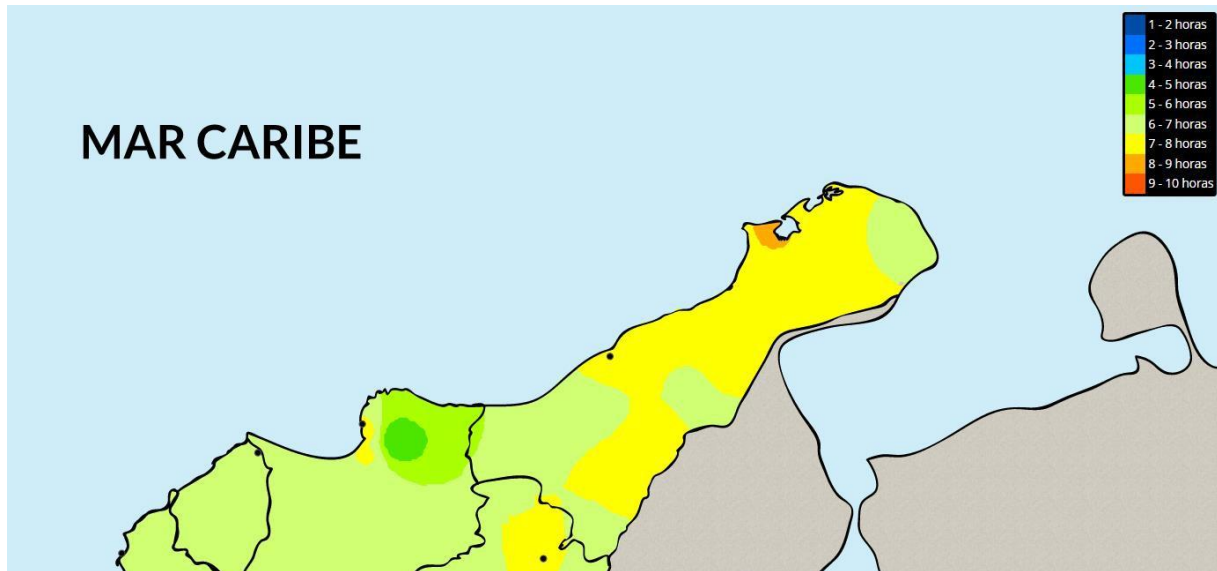 MAR CARIBE
1 - 2 horas
2 - 3 horas
3 - 4 horas
4 - 5 horas
5 - 6 horas
6 - 7 horas
7 - 8 horas
8 - 9 horas
9 - 10 horas